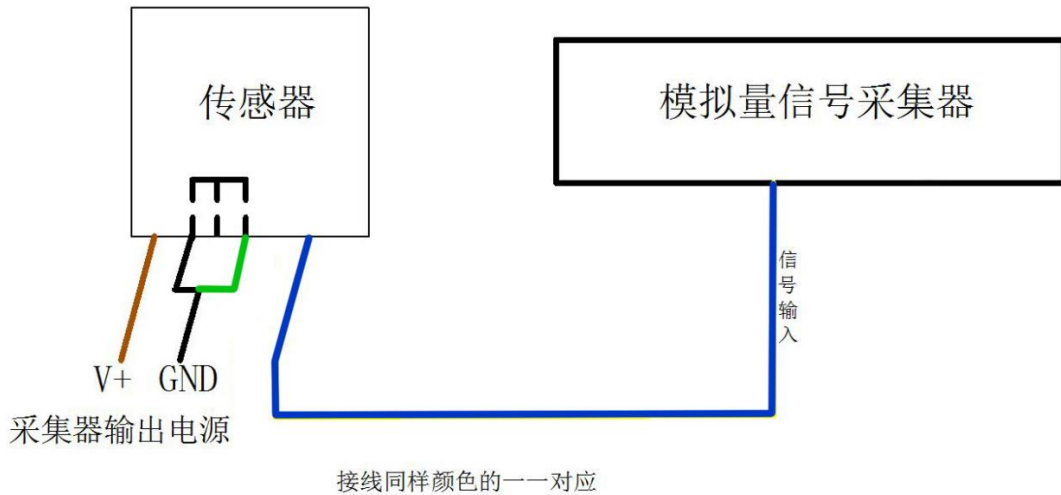 传感器
模拟量信号采集器
信号输入
V+ GND
采集器输出电源
接线同样颜色的一一对应